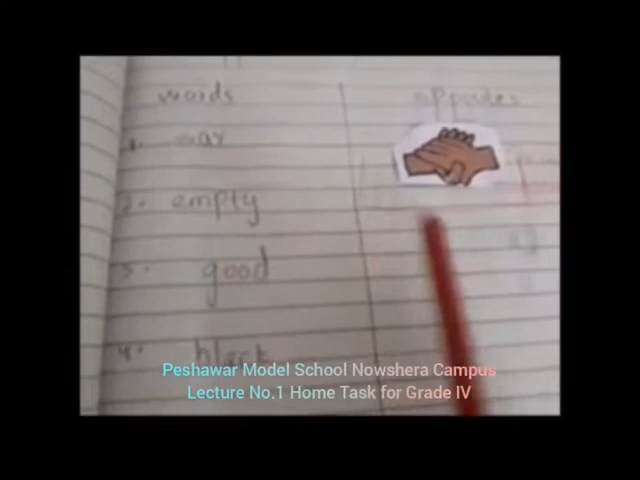 words opposites
1. war
2. empty
3. good
4. black
Peshawar Model School Nowshera Campus
Lecture No.1 Home Task for Grade IV